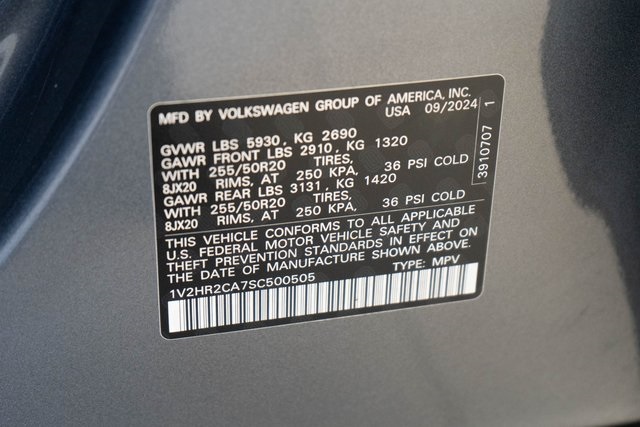 MFD BY VOLKSWAGEN GROUP OF AMERICA, INC.
USA 09/2024
GVWR LBS 5930, KG 2690
GAWR FRONT LBS 2910, KG 1320
WITH 255/50R20 TIRES,
8JX20 RIMS, AT 250 KPA, 36 PSI COLD
GAWR REAR LBS 3131, KG 1420
WITH 255/50R20 TIRES,
8JX20 RIMS, AT 250 KPA, 36 PSI COLD
THIS VEHICLE CONFORMS TO ALL APPLICABLE
U.S. FEDERAL MOTOR VEHICLE SAFETY AND
THEFT PREVENTION STANDARDS IN EFFECT ON
THE DATE OF MANUFACTURE SHOWN ABOVE.
1V2HR2CA7SC500505 TYPE: MPV
3910707 1